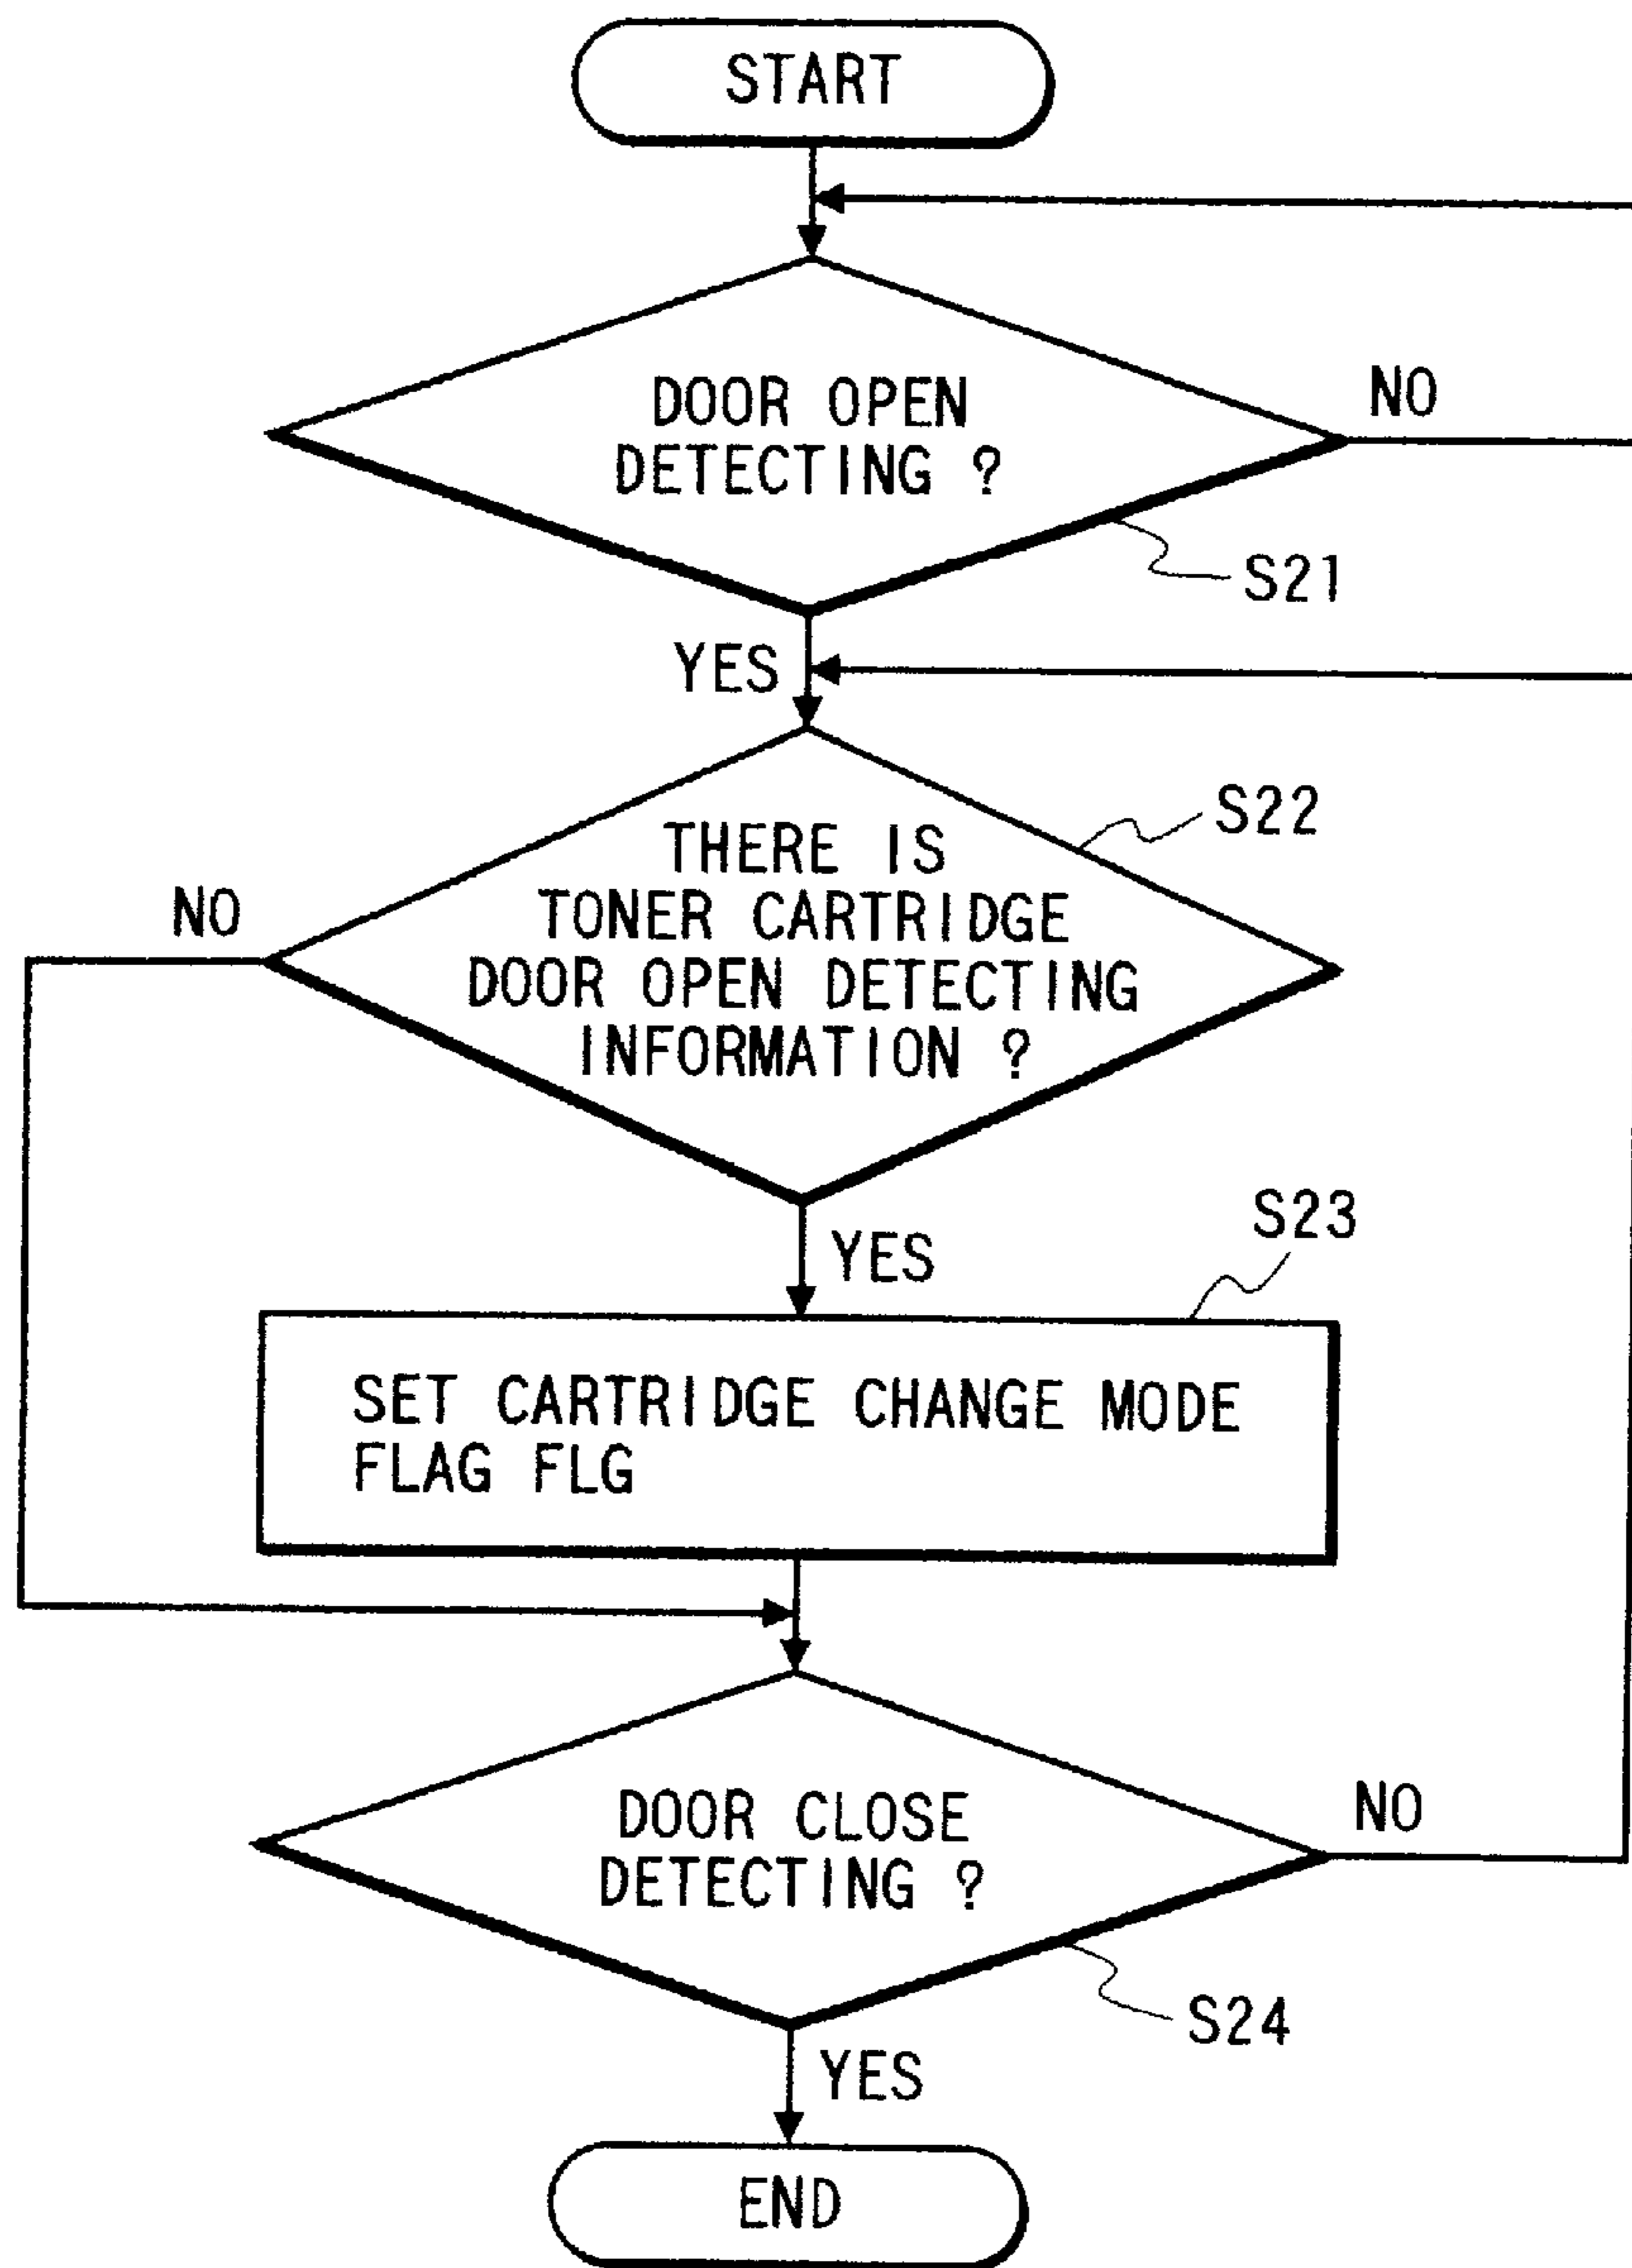 START
DOOR OPEN
DETECTING ?
NO
S21
YES
S22
THERE IS
TONER CARTRIDGE
DOOR OPEN DETECTING
INFORMATION ?
NO
YES
S23
SET CARTRIDGE CHANGE MODE
FLAG FLG
DOOR CLOSE
DETECTING ?
NO
S24
YES
END